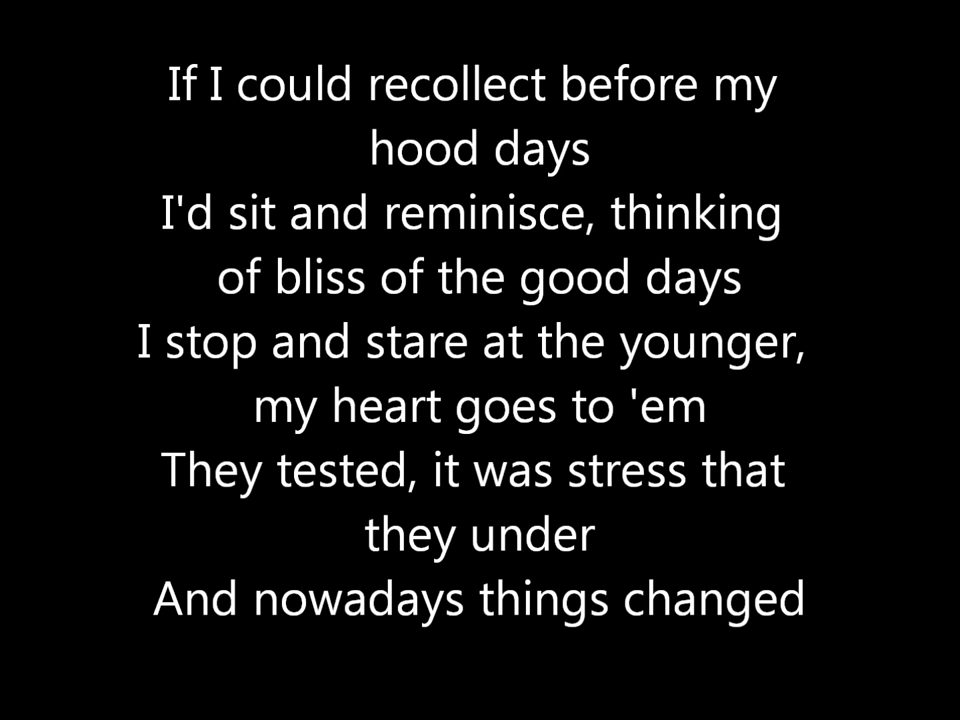 If I could recollect before my
hood days
I'd sit and reminisce, thinking
of bliss of the good days
I stop and stare at the younger,
my heart goes to 'em
They tested, it was stress that
they under
And nowadays things changed